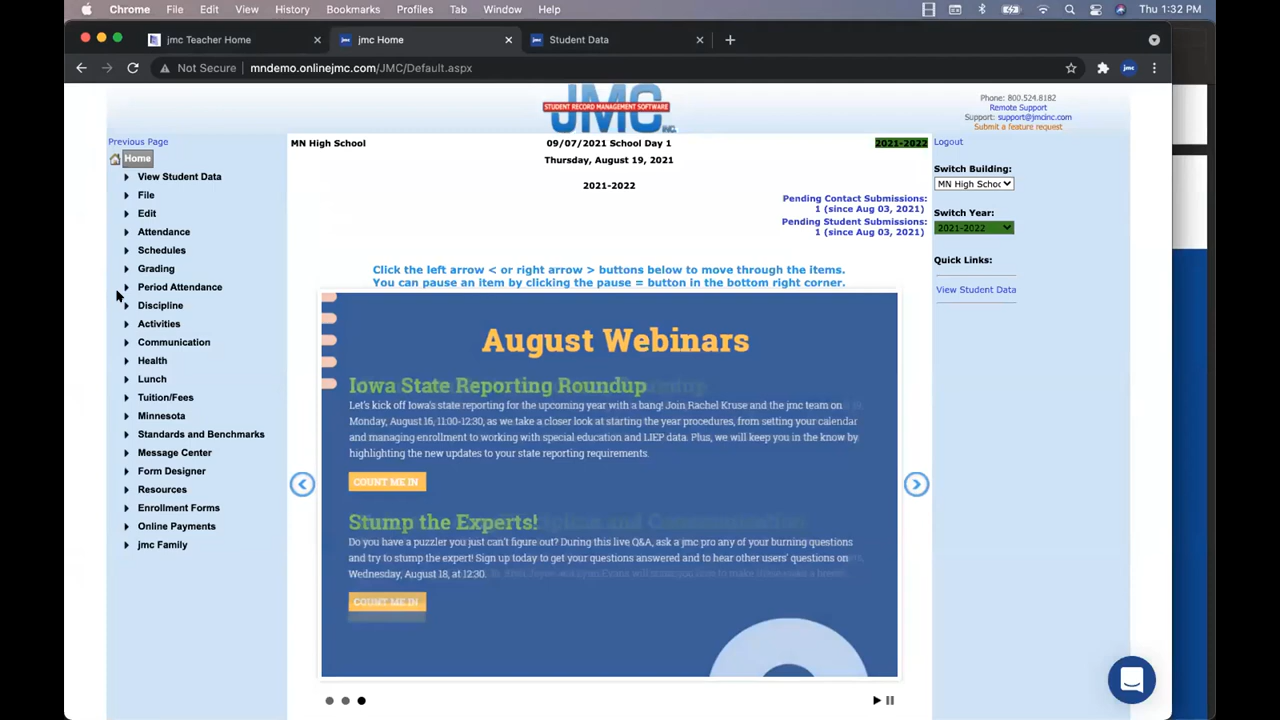 Chrome File Edit View History Bookmarks Profiles Tab Window Help Thu 1:32 PM
jmc Teacher Home jmc Home Student Data
Not Secure mndemo.onlinejmc.com/JMC/Default.aspx jmc
JMC INC.
STUDENT RECORD MANAGEMENT SOFTWARE
Phone: 800.524.8182
Remote Support
Support: support@jmcinc.com
Submit a feature request
Previous Page
Home
View Student Data
File
Edit
Attendance
Schedules
Grading
Period Attendance
Discipline
Activities
Communication
Health
Lunch
Tuition/Fees
Minnesota
Standards and Benchmarks
Message Center
Form Designer
Resources
Enrollment Forms
Online Payments
jmc Family
MN High School 09/07/2021 School Day 1 2021-2022
Thursday, August 19, 2021
2021-2022
Pending Contact Submissions:
1 (since Aug 03, 2021)
Pending Student Submissions:
1 (since Aug 03, 2021)
Click the left arrow < or right arrow > buttons below to move through the items.
You can pause an item by clicking the pause = button in the bottom right corner.
August Webinars
Iowa State Reporting Roundup
Let's kick off Iowa's state reporting for the upcoming year with a bang! Join Rachel Kruse and the jmc team on
Monday, August 16, 11:00-12:30, as we take a closer look at starting the year procedures, from setting your calendar
and managing enrollment to working with special education and LIEP data. Plus, we will keep you in the know by
highlighting the new updates to your state reporting requirements.
COUNT ME IN
Stump the Experts!
Do you have a puzzler you just can't figure out? During this live Q&A, ask a jmc pro any of your burning questions
and try to stump the expert! Sign up today to get your questions answered and to hear other users' questions on
Wednesday, August 18, at 12:30.
COUNT ME IN
Logout
Switch Building:
MN High Schoo
Switch Year:
2021-2022
Quick Links:
View Student Data